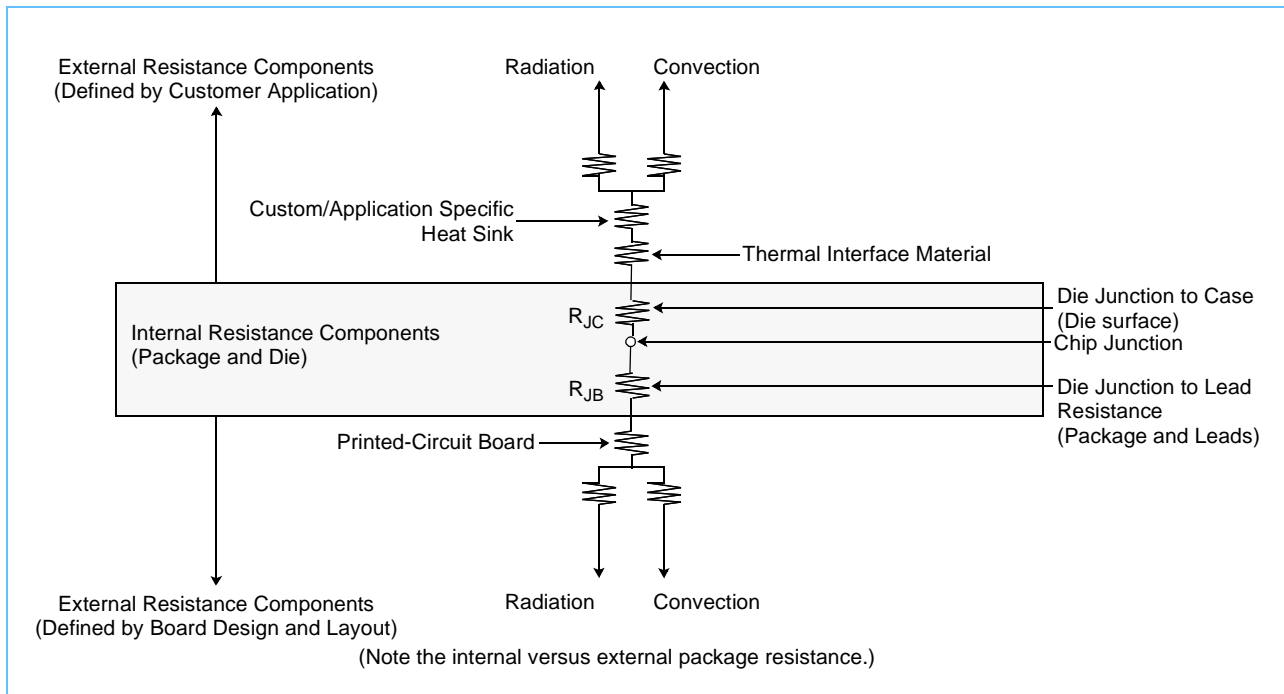 External Resistance Components
(Defined by Customer Application)
Radiation
Convection
Custom/Application Specific
Heat Sink
Thermal Interface Material
Internal Resistance Components
(Package and Die)
RJC
Die Junction to Case
(Die surface)
Chip Junction
RJB
Die Junction to Lead
Resistance
(Package and Leads)
Printed-Circuit Board
External Resistance Components
(Defined by Board Design and Layout)
Radiation
Convection
(Note the internal versus external package resistance.)